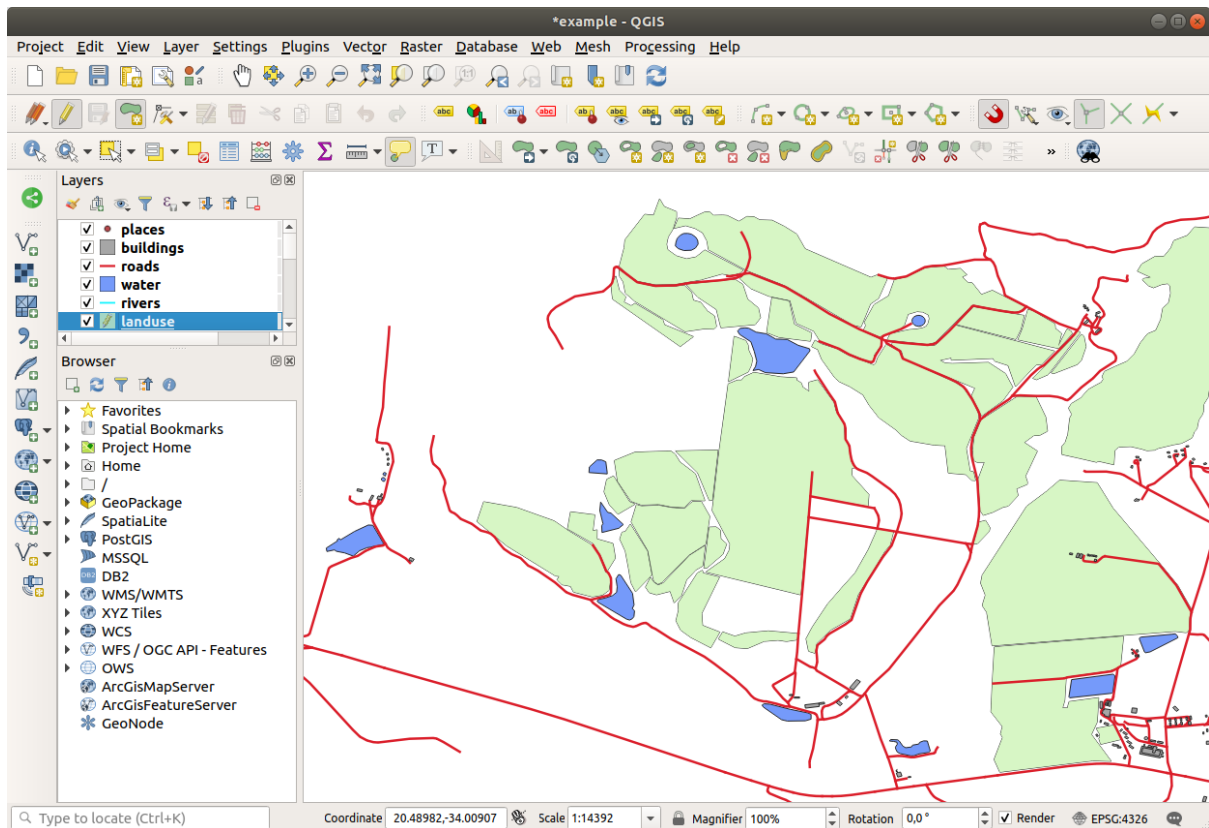 *example - QGIS
Project Edit View Layer Settings Plugins Vector Raster Database Web Mesh Processing Help
Layers
places
buildings
roads
water
rivers
landuse
Browser
Favorites
Spatial Bookmarks
Project Home
Home
/
GeoPackage
SpatiaLite
PostGIS
MSSQL
DB2
WMS/WMTS
XYZ Tiles
WCS
WFS / OGC API - Features
OWS
ArcGisMapServer
ArcGisFeatureServer
GeoNode
Type to locate (Ctrl+K) Coordinate 20.48982,-34.00907 Scale 1:14392 Magnifier 100% Rotation 0,0 ° Render EPSG:4326